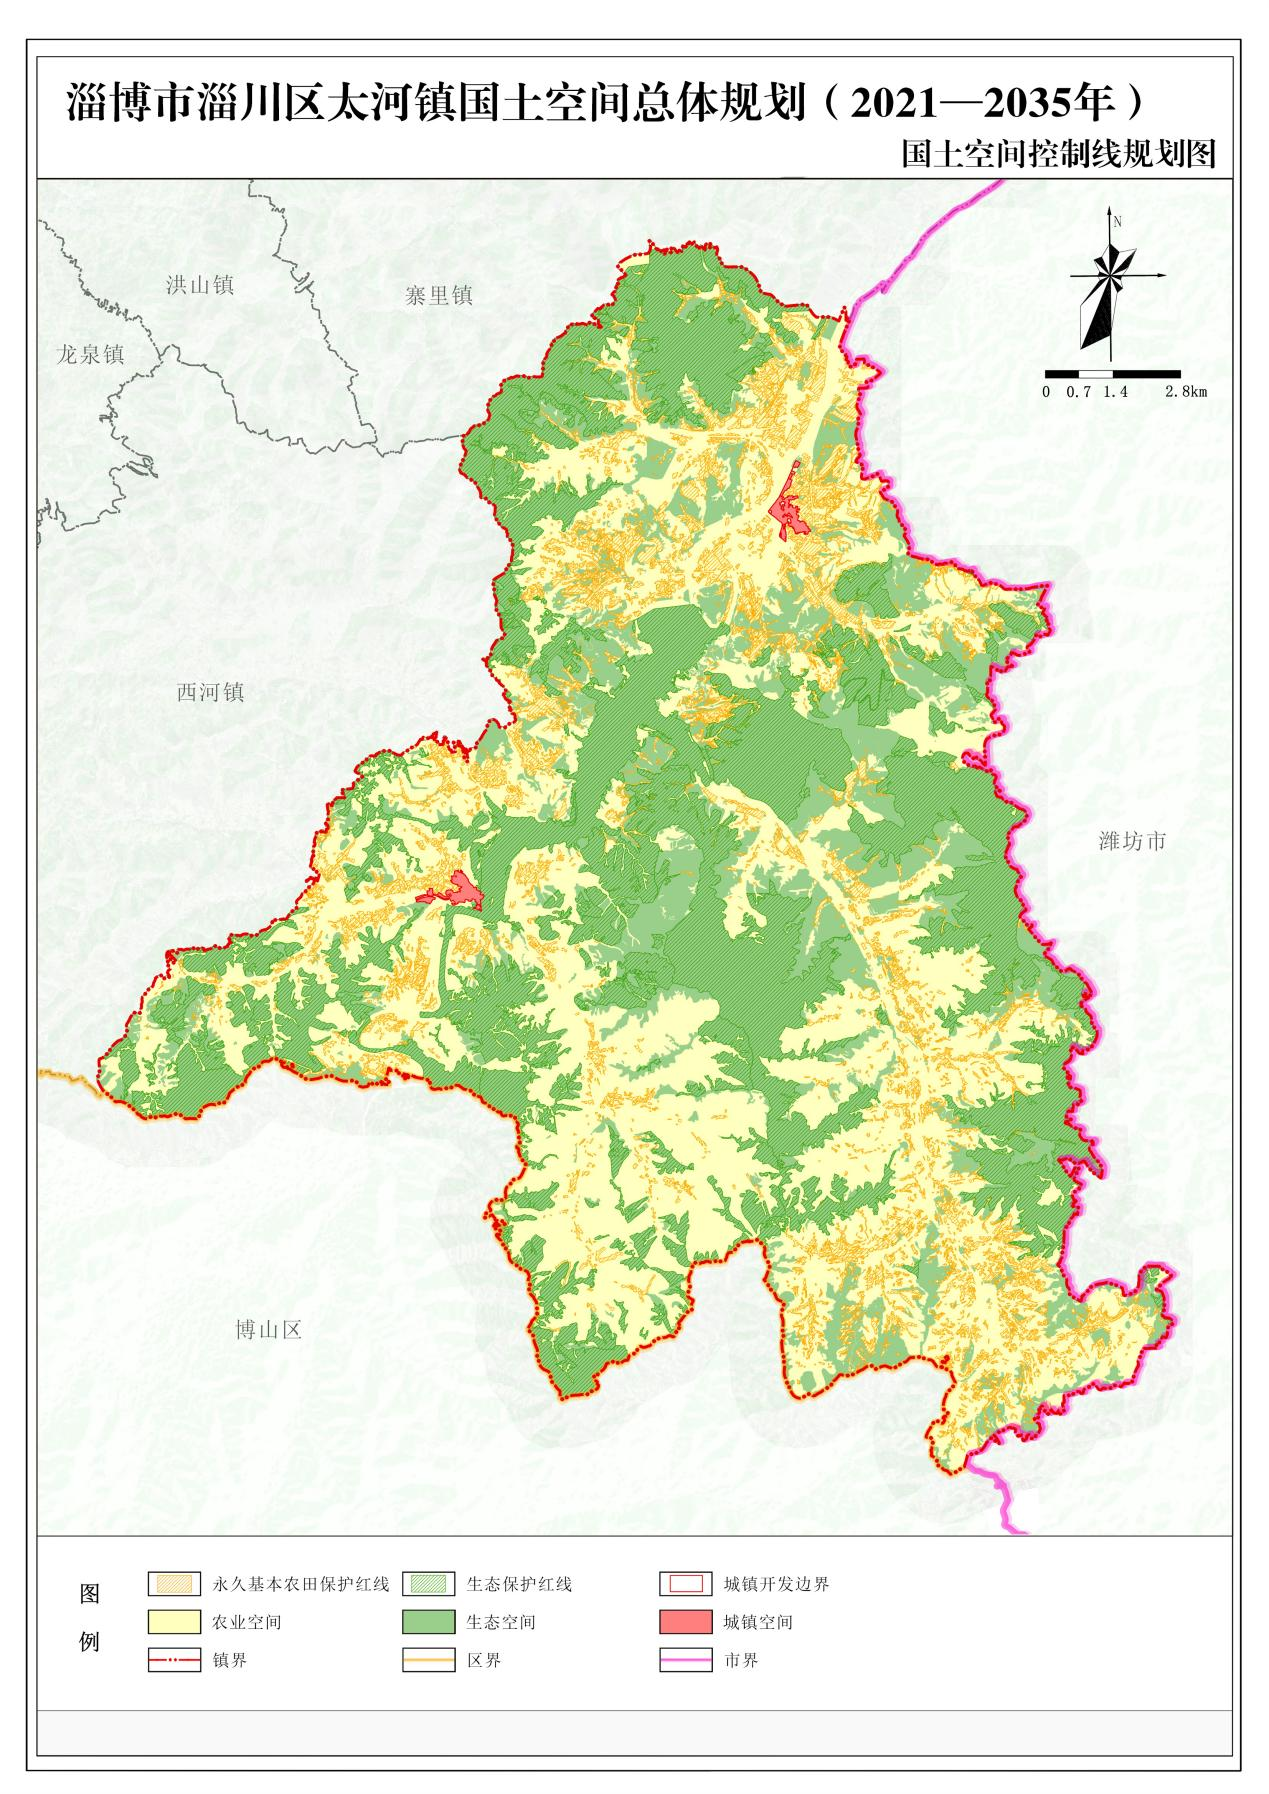 淄博市淄川区太河镇国土空间总体规划（2021—2035年）
国土空间控制线规划图
N
洪山镇
寨里镇
龙泉镇
0 0.7 1.4 2.8km
西河镇
潍坊市
博山区
图例
永久基本农田保护红线 生态保护红线 城镇开发边界
农业空间 生态空间 城镇空间
镇界 区界 市界